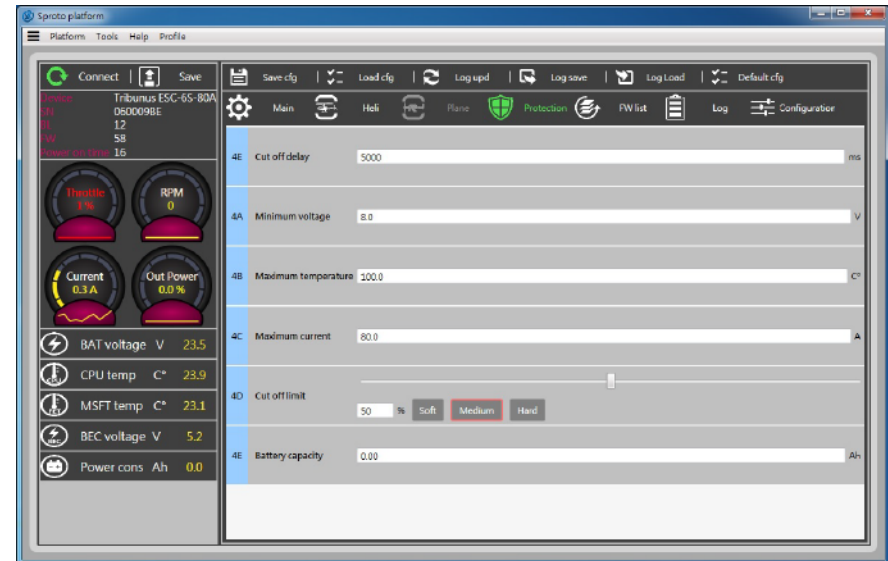 Sproto platform
Platform Tools Help Profile
Connect Save Save cfg Load cfg Log upd Log save Log Load Default cfg
Device Tribunus ESC-6S-80A
SN 060009BE
BL 12
FW 58
Power on time 16
Main Heli Plane Protection FW list Log Configuration
4E Cut off delay 5000 ms
Throttle 1 %
RPM 0
4A Minimum voltage 8.0 V
Current 0.3 A
Out Power 0.0 %
4B Maximum temperature 100.0 C°
4C Maximum current 80.0 A
BAT voltage V 23.5
CPU temp C° 23.9
4D Cut off limit
50 % Soft Medium Hard
MSFT temp C° 23.1
BEC voltage V 5.2
4E Battery capacity 0.00 Ah
Power cons Ah 0.0